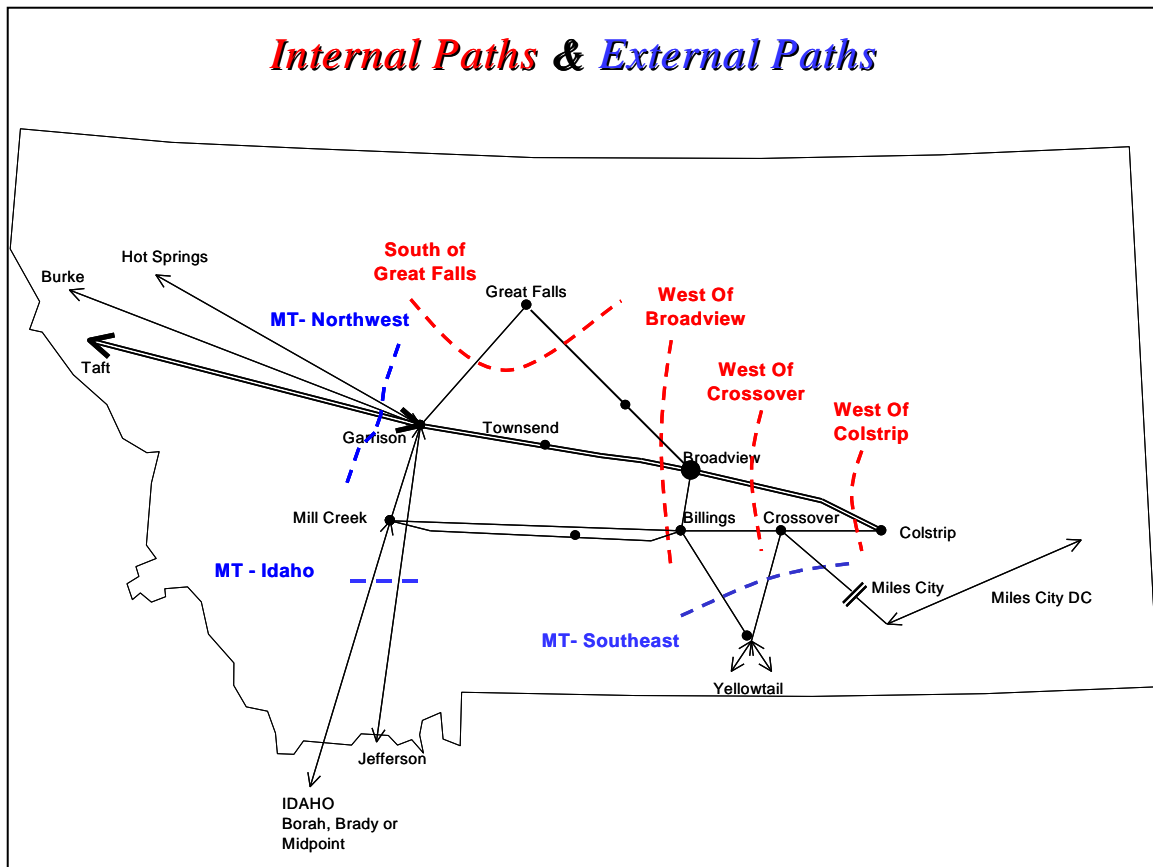 Internal Paths & External Paths
Hot Springs
Burke
Taft
South of
Great Falls
Great Falls
MT- Northwest
West Of
Broadview
West Of
Crossover
West Of
Colstrip
Garrison
Townsend
Broadview
Mill Creek
Billings
Crossover
Colstrip
MT - Idaho
Miles City
Miles City DC
MT- Southeast
Yellowtail
Jefferson
IDAHO
Borah, Brady or
Midpoint